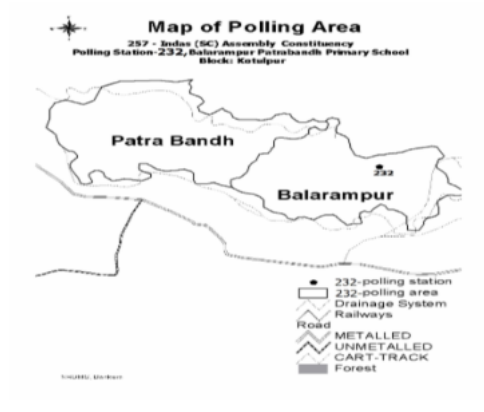 Map of Polling Area
257 - Indas (SC) Assembly Constituency
Polling Station-232, Balarampur Patrabandh Primary School
Block: Kotulpur
Patra Bandh
232
Balarampur
232-polling station
232-polling area
Drainage System
Railways
Road
METALLED
UNMETALLED
CART-TRACK
Forest